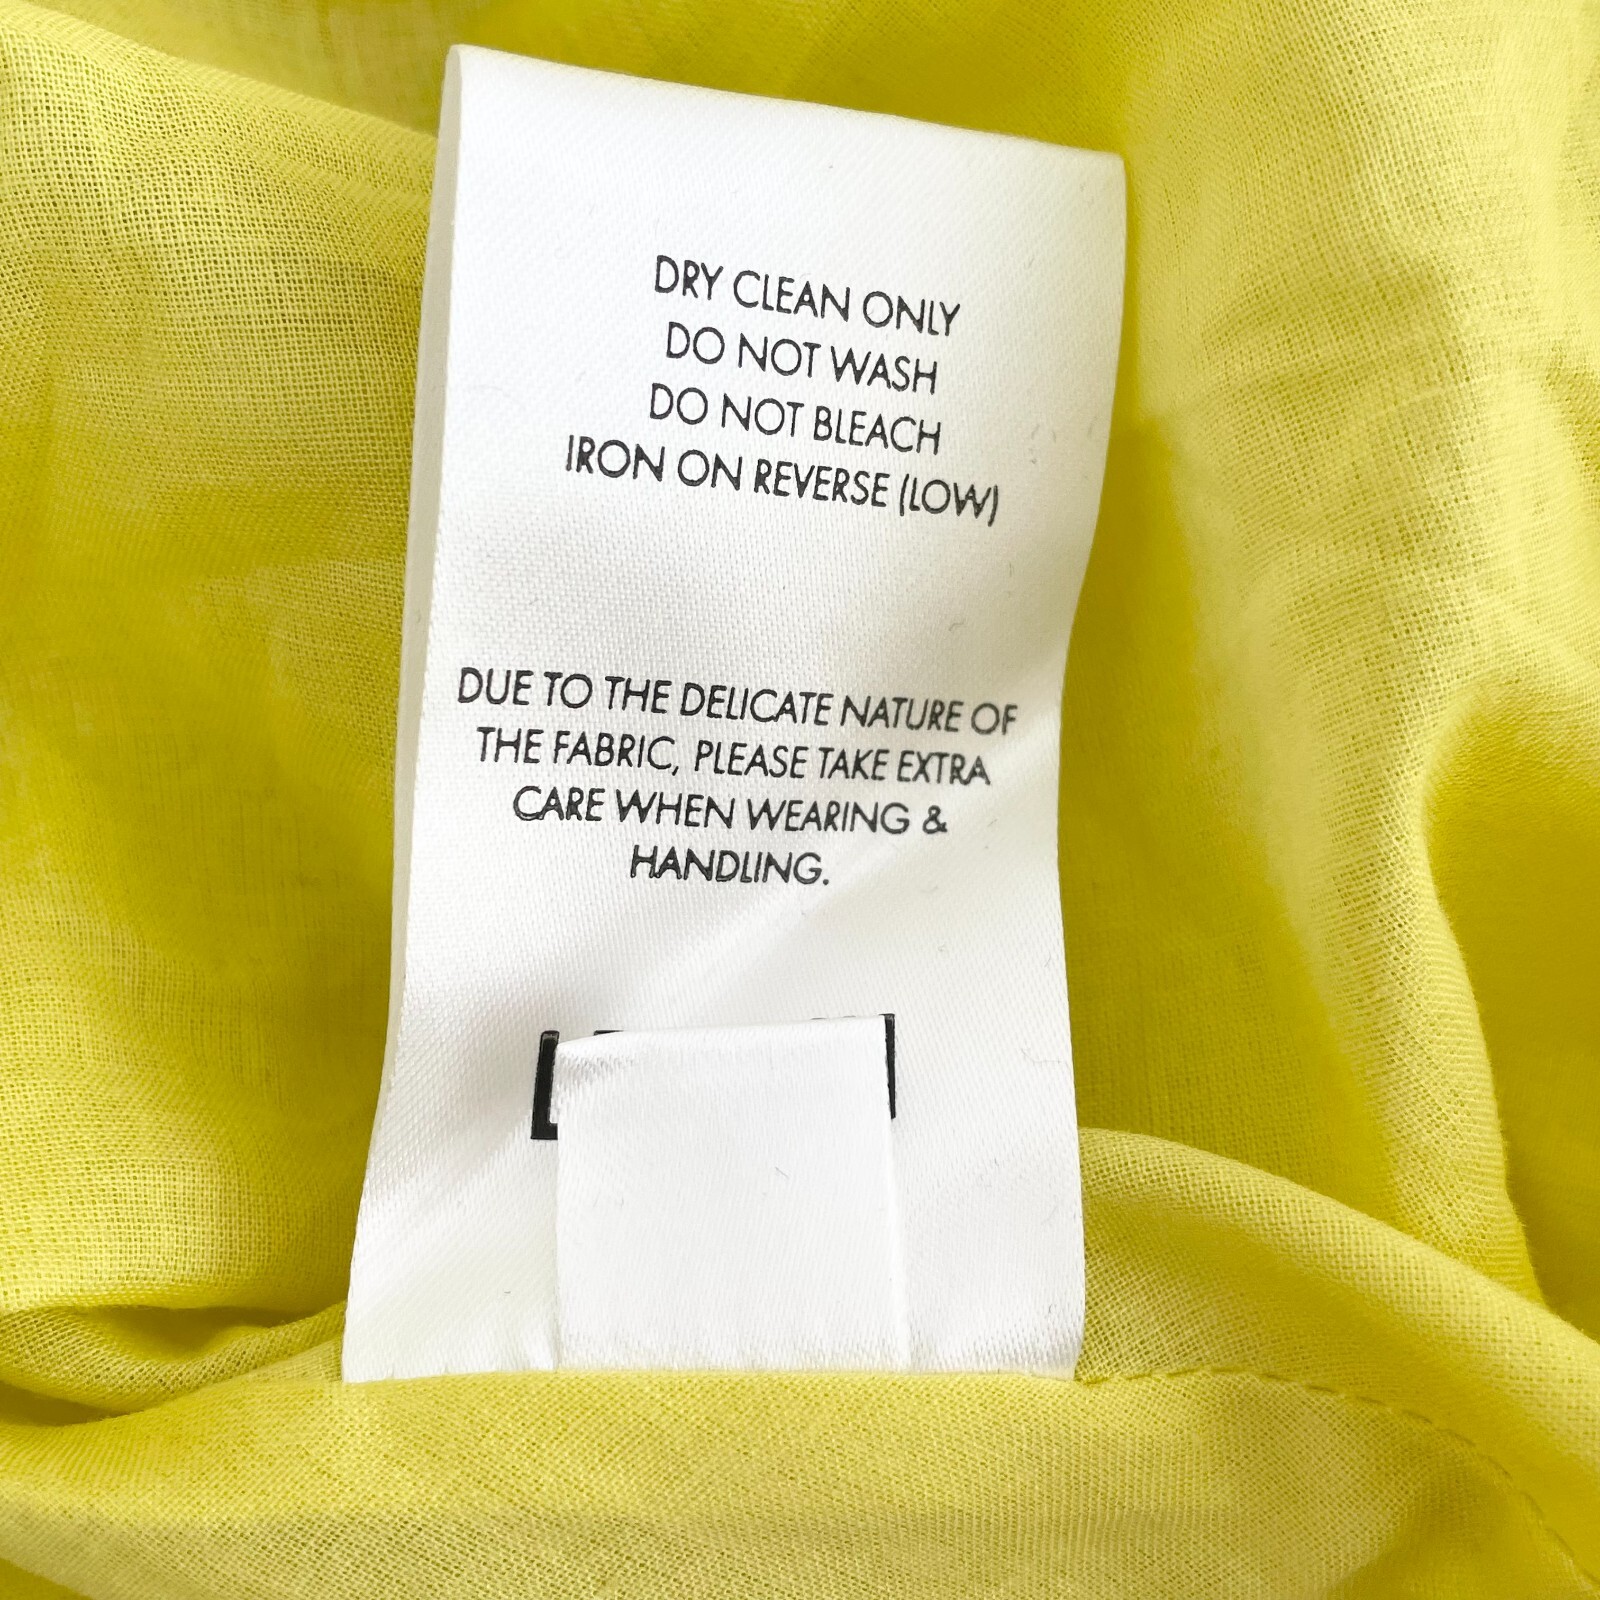 DRY CLEAN ONLY
DO NOT WASH
DO NOT BLEACH
IRON ON REVERSE (LOW)
DUE TO THE DELICATE NATURE OF
THE FABRIC, PLEASE TAKE EXTRA
CARE WHEN WEARING &
HANDLING.